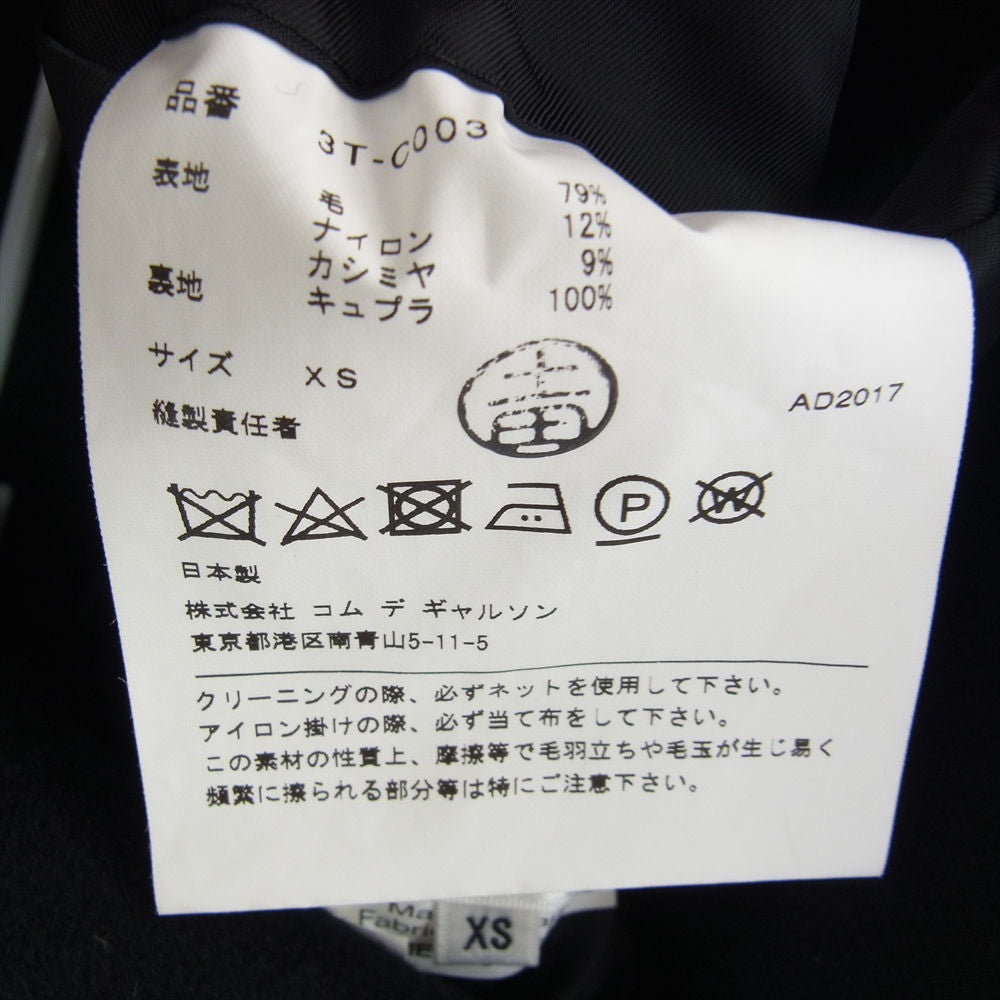 品番 3T-C003
表地 毛 79%
ナイロン 12%
カシミヤ 9%
裏地 キュプラ 100%
サイズ XS
縫製責任者
AD2017
P
W
日本製
株式会社 コム デ ギャルソン
東京都港区南青山5-11-5
クリーニングの際、必ずネットを使用して下さい。
アイロン掛けの際、必ず当て布をして下さい。
この素材の性質上、摩擦等で毛羽立ちや毛玉が生じ易く
頻繁に擦られる部分等は特にご注意下さい。
XS